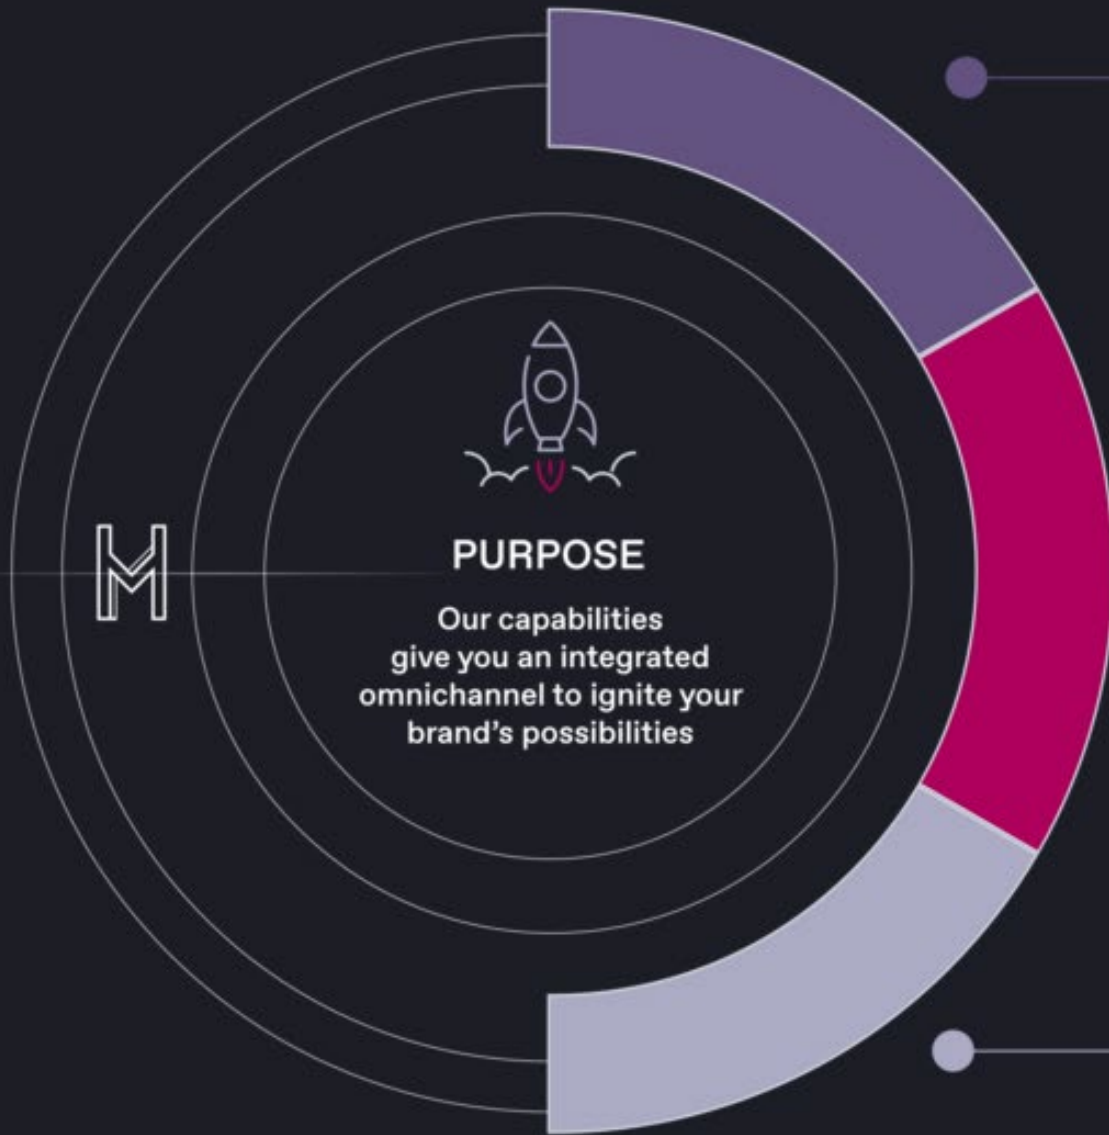 PURPOSE
Our capabilities
give you an integrated
omnichannel to ignite your
brand’s possibilities